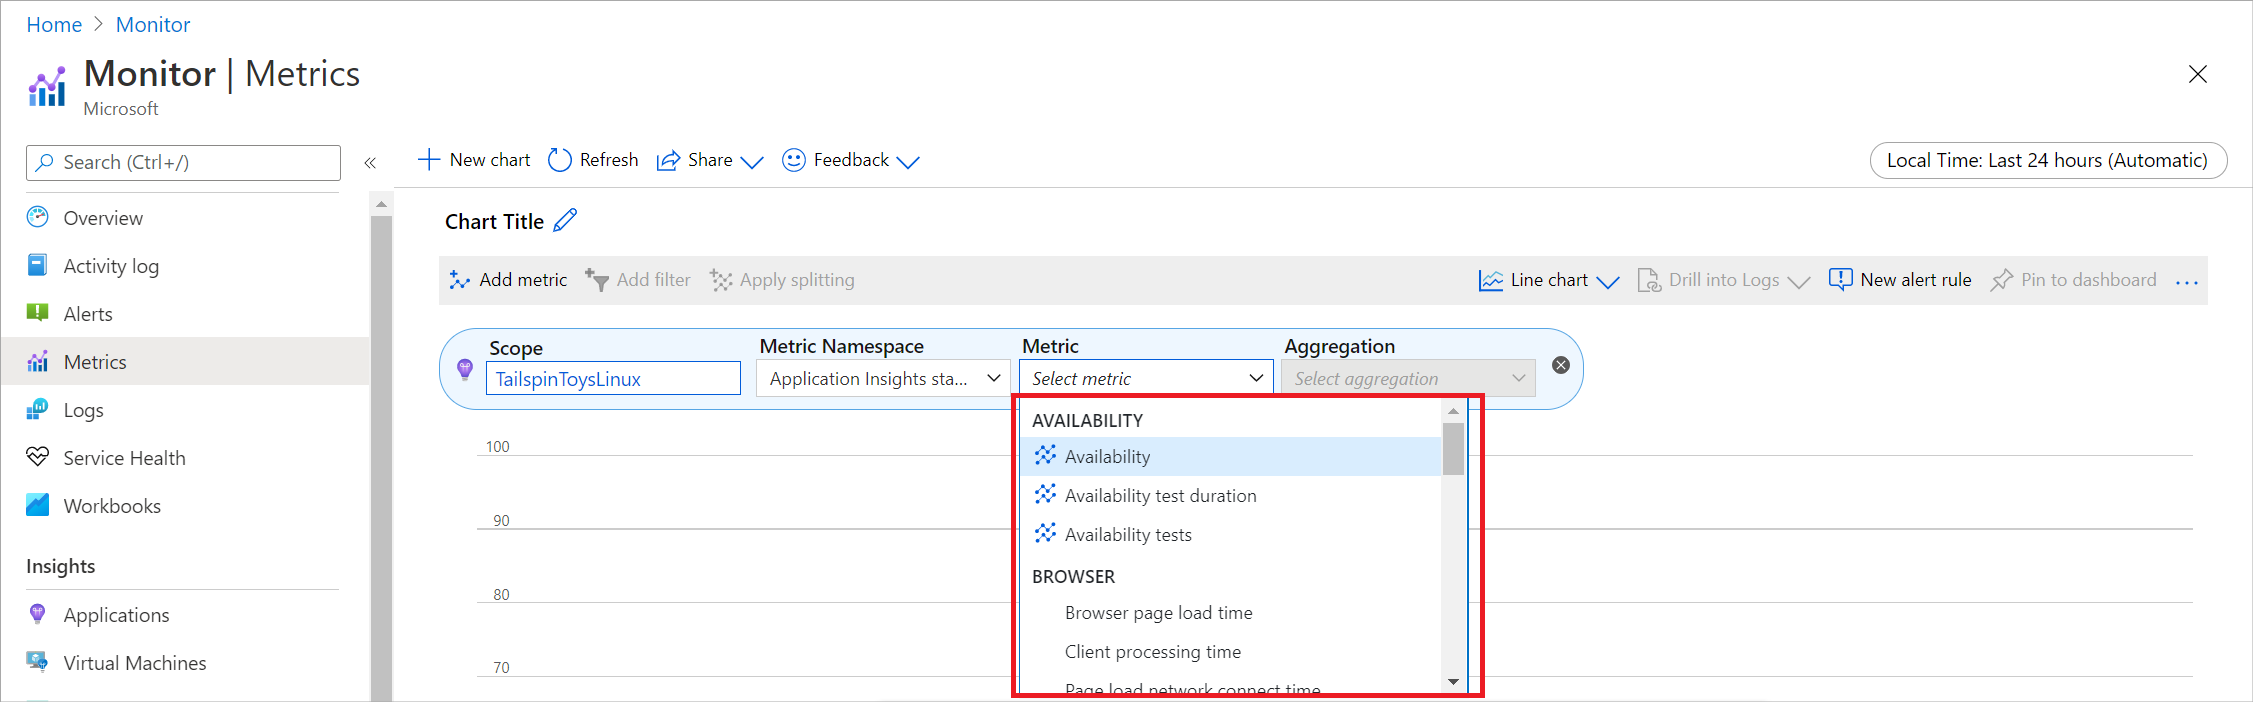 Home > Monitor
Monitor | Metrics
Microsoft
Search (Ctrl+/)
«
New chart Refresh Share Feedback
Local Time: Last 24 hours (Automatic)
Overview
Activity log
Alerts
Metrics
Logs
Service Health
Workbooks
Insights
Applications
Virtual Machines
Chart Title
Add metric Add filter Apply splitting Line chart Drill into Logs New alert rule Pin to dashboard ...
Scope Metric Namespace Metric Aggregation
TailspinToysLinux Application Insights sta... Select metric Select aggregation
AVAILABILITY
Availability
Availability test duration
Availability tests
BROWSER
Browser page load time
Client processing time
Page load network connect time
100
90
80
70